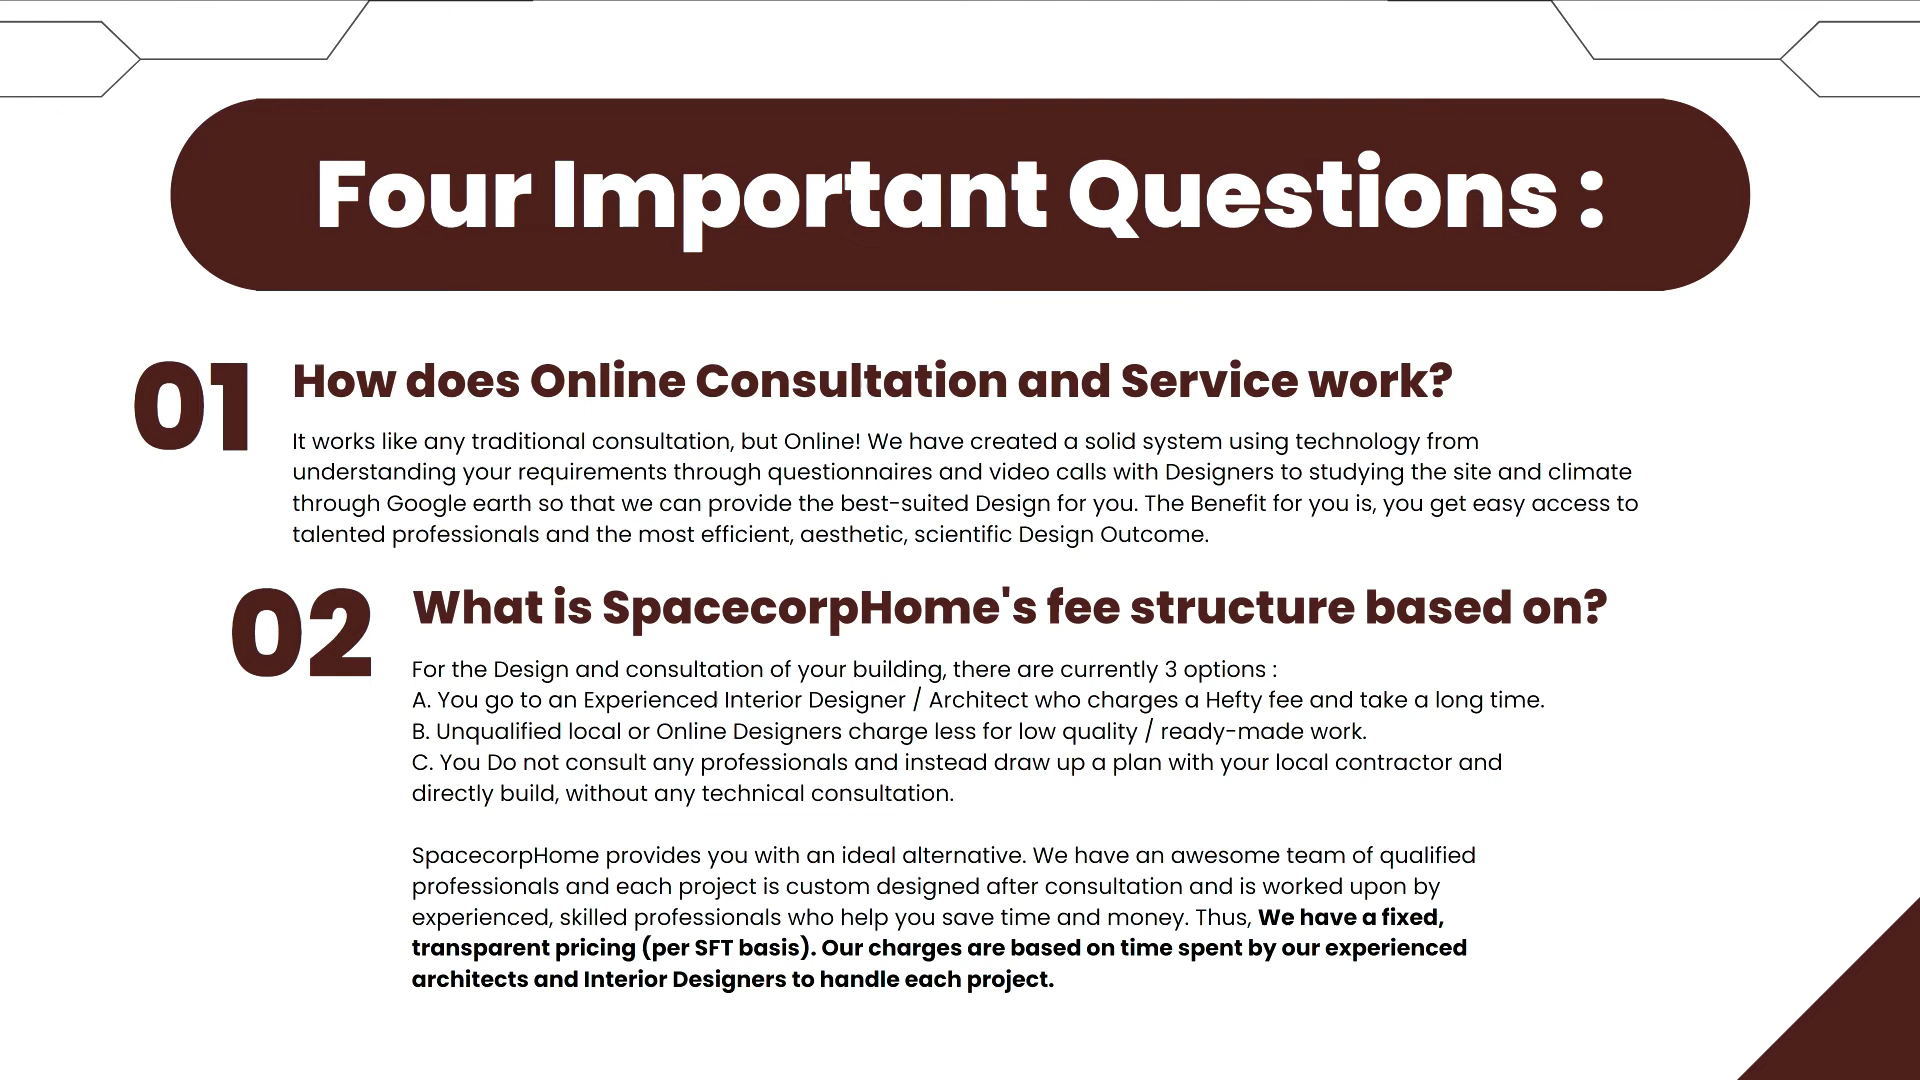 Four Important Questions :
01
How does Online Consultation and Service work?
It works like any traditional consultation, but Online! We have created a solid system using technology from
understanding your requirements through questionnaires and video calls with Designers to studying the site and climate
through Google earth so that we can provide the best-suited Design for you. The Benefit for you is, you get easy access to
talented professionals and the most efficient, aesthetic, scientific Design Outcome.
02
What is SpacecorpHome's fee structure based on?
For the Design and consultation of your building, there are currently 3 options :
A. You go to an Experienced Interior Designer / Architect who charges a Hefty fee and take a long time.
B. Unqualified local or Online Designers charge less for low quality / ready-made work.
C. You Do not consult any professionals and instead draw up a plan with your local contractor and
directly build, without any technical consultation.
SpacecorpHome provides you with an ideal alternative. We have an awesome team of qualified
professionals and each project is custom designed after consultation and is worked upon by
experienced, skilled professionals who help you save time and money. Thus, We have a fixed,
transparent pricing (per SFT basis). Our charges are based on time spent by our experienced
architects and Interior Designers to handle each project.